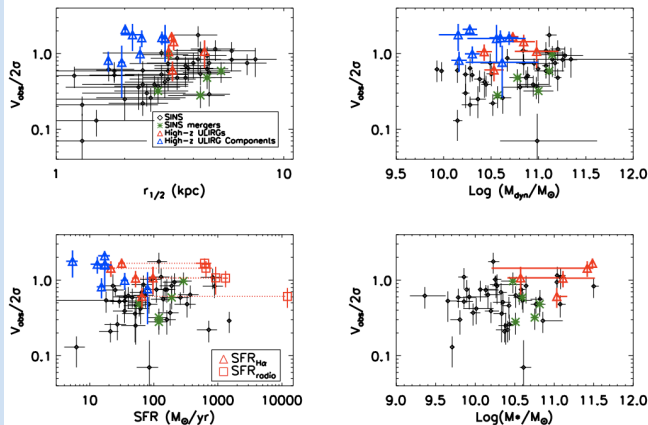 V_obs/2σ
1.0
0.1
SINS
SINS mergers
High-z ULIRGs
High-z ULIRG Components
1 10
r_1/2 (kpc)
V_obs/2σ
1.0
0.1
9.5 10.0 10.5 11.0 11.5 12.0
Log (M_dyn/M_⊙)
V_obs/2σ
1.0
0.1
SFR_Hα
SFR_radio
10 100 1000 10000
SFR (M_⊙/yr)
V_obs/2σ
1.0
0.1
9.0 9.5 10.0 10.5 11.0 11.5 12.0
Log(M*/M_⊙)